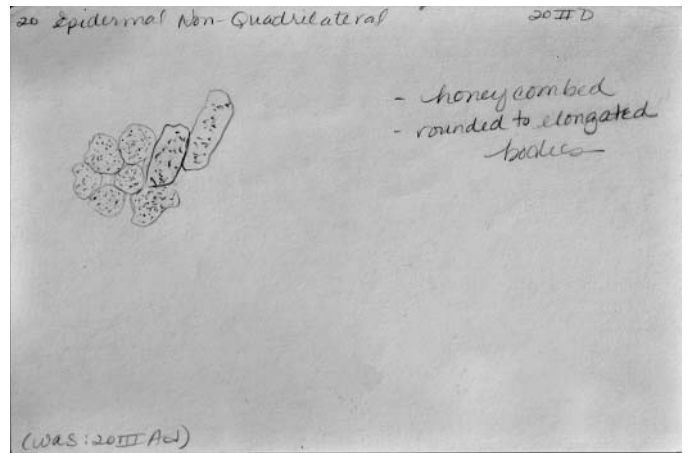 20 Epidermal Non-Quadrilateral
20 II D
- honeycombed
- rounded to elongated
bodies
(was: 20 III Ad)